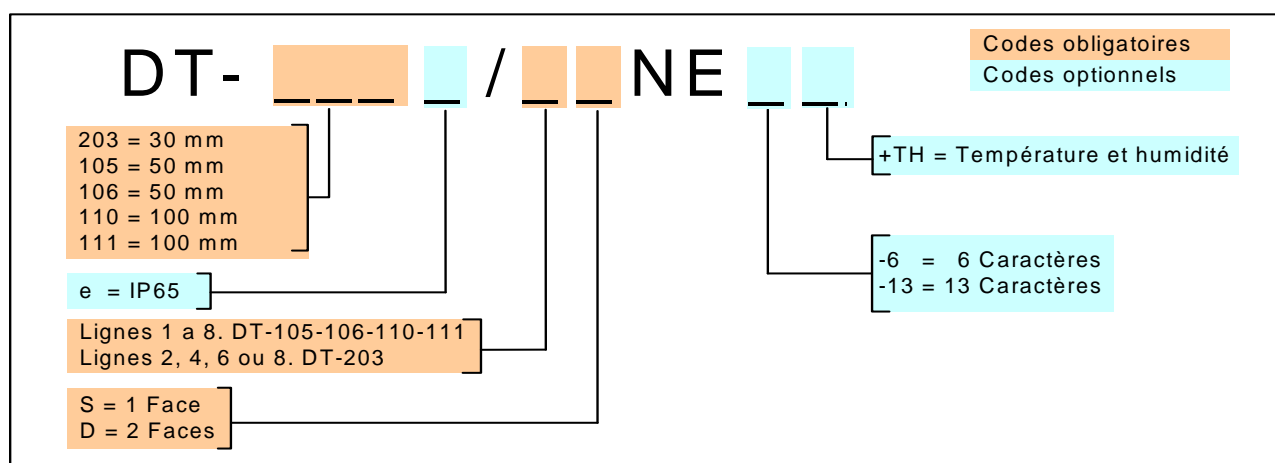 DT- ___ _ / _ _ NE _ _.
Codes obligatoires
Codes optionnels
203 = 30 mm
105 = 50 mm
106 = 50 mm
110 = 100 mm
111 = 100 mm
+TH = Température et humidité
-6 = 6 Caractères
-13 = 13 Caractères
e = IP65
Lignes 1 a 8. DT-105-106-110-111
Lignes 2, 4, 6 ou 8. DT-203
S = 1 Face
D = 2 Faces